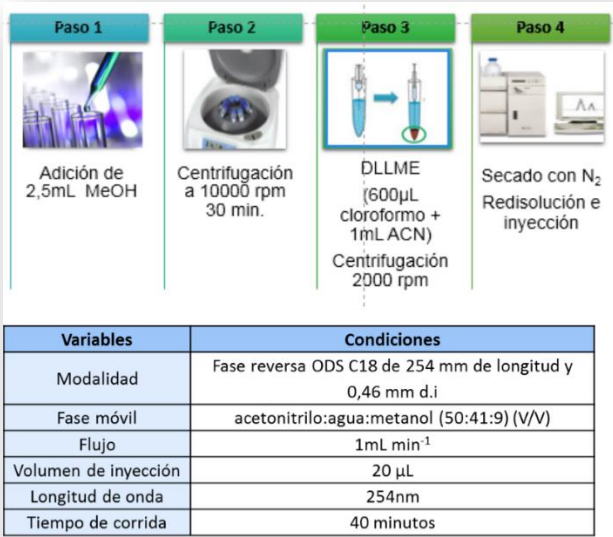 Paso 1
Adición de
2,5mL MeOH
Paso 2
Centrifugación
a 10000 rpm
30 min.
Paso 3
DLLME
(600µL
cloroformo +
1mL ACN)
Centrifugación
2000 rpm
Paso 4
Secado con N₂
Redisolución e
inyección
Variables Condiciones
Modalidad Fase reversa ODS C18 de 254 mm de longitud y
0,46 mm d.i
Fase móvil acetonitrilo:agua:metanol (50:41:9) (V/V)
Flujo 1mL min⁻¹
Volumen de inyección 20 µL
Longitud de onda 254nm
Tiempo de corrida 40 minutos